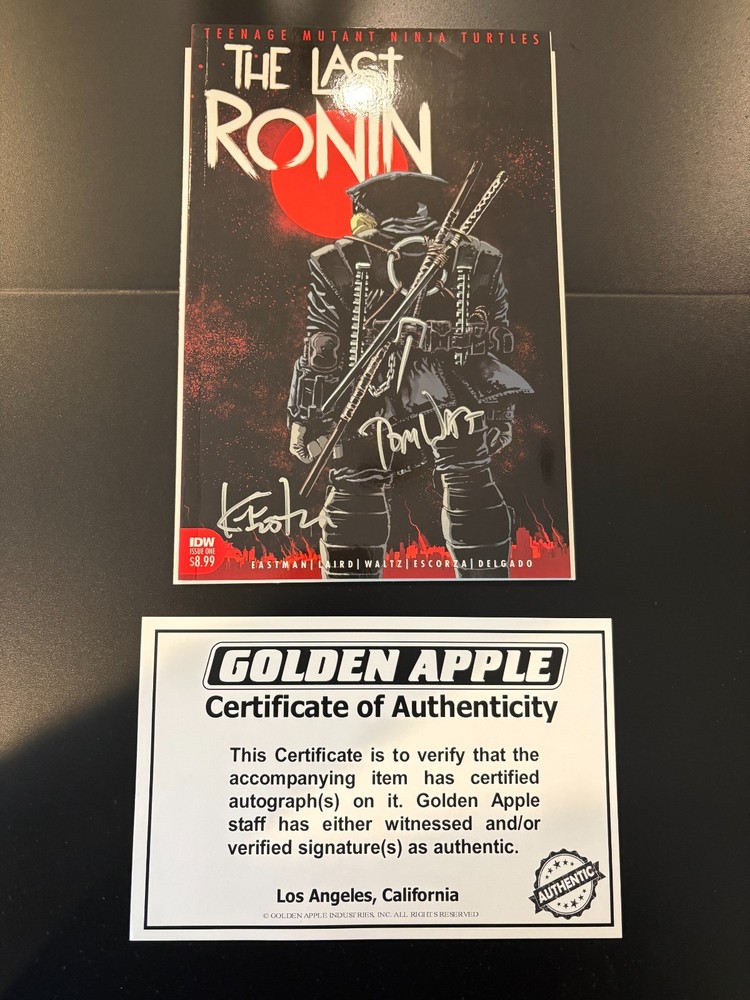 TEENAGE MUTANT NINJA TURTLES
THE LAST
RONIN
TOM WALTZ
K. Eastman
IDW
ISSUE ONE
$8.99
EASTMAN|LAIRD|WALTZ|ESCORZA|DELGADO
GOLDEN APPLE
Certificate of Authenticity
This Certificate is to verify that the
accompanying item has certified
autograph(s) on it. Golden Apple
staff has either witnessed and/or
verified signature(s) as authentic.
AUTHENTIC
Los Angeles, California
© GOLDEN APPLE INDUSTRIES, INC. ALL RIGHTS RESERVED